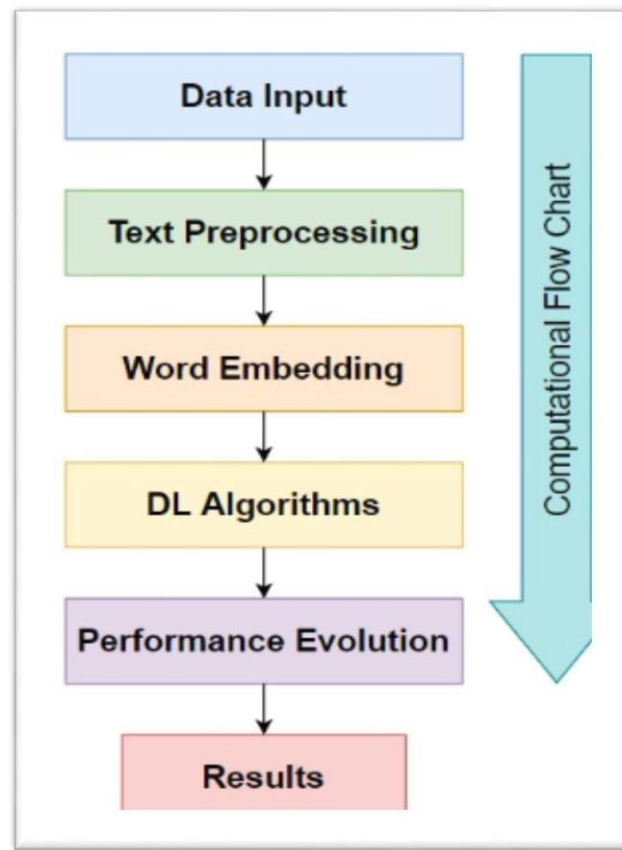 Data Input
Text Preprocessing
Word Embedding
DL Algorithms
Performance Evolution
Results
Computational Flow Chart